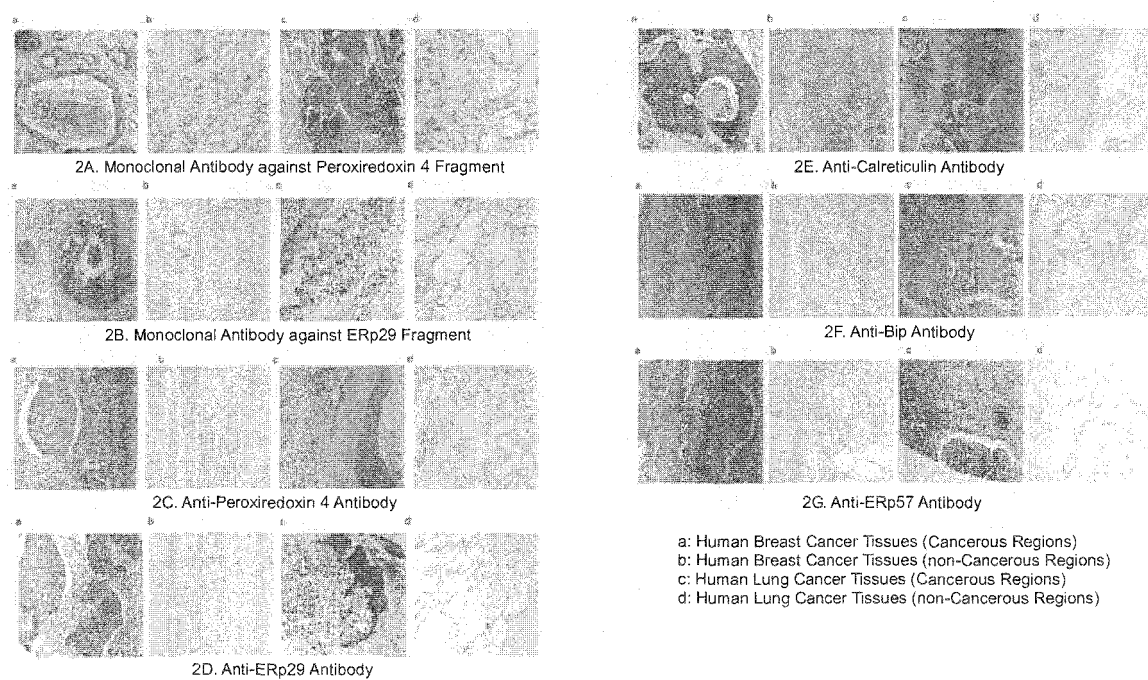 a b c d
2A. Monoclonal Antibody against Peroxiredoxin 4 Fragment
a b c d
2B. Monoclonal Antibody against ERp29 Fragment
a b c d
2C. Anti-Peroxiredoxin 4 Antibody
a b c d
2D. Anti-ERp29 Antibody
a b c d
2E. Anti-Calreticulin Antibody
a b c d
2F. Anti-Bip Antibody
a b c d
2G. Anti-ERp57 Antibody
a: Human Breast Cancer Tissues (Cancerous Regions)
b: Human Breast Cancer Tissues (non-Cancerous Regions)
c: Human Lung Cancer Tissues (Cancerous Regions)
d: Human Lung Cancer Tissues (non-Cancerous Regions)